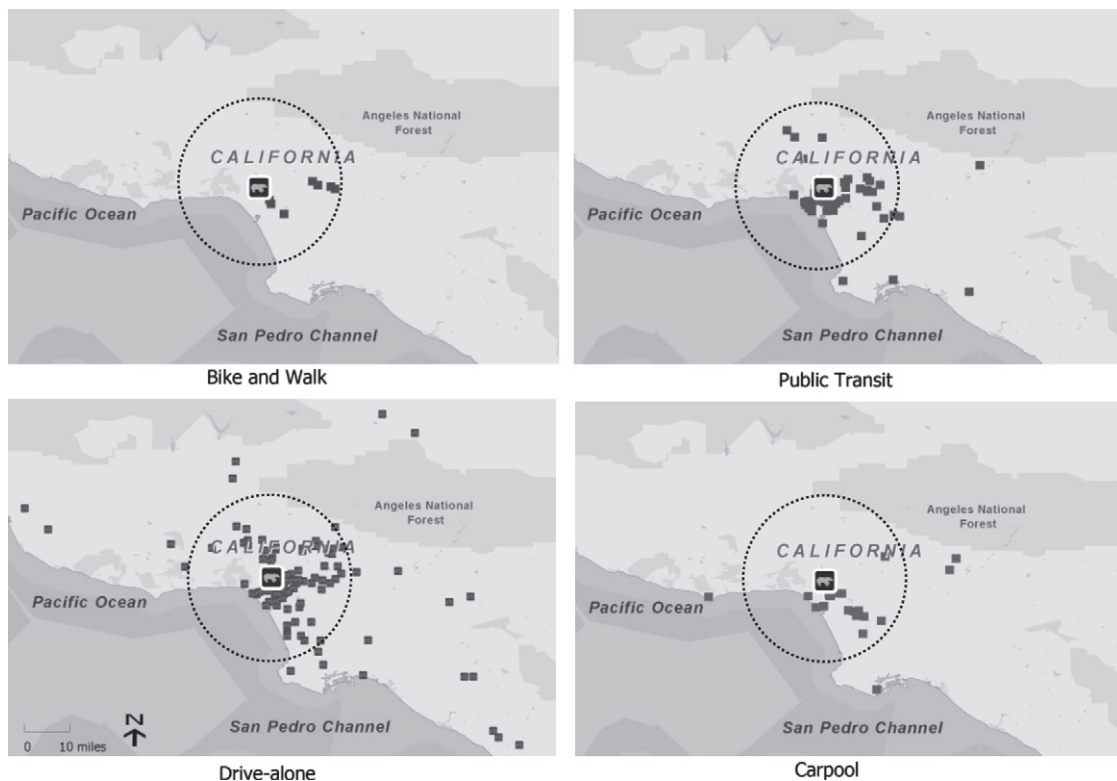 Angeles National
Forest
CALIFORNIA
Pacific Ocean
San Pedro Channel
Bike and Walk
Angeles National
Forest
CALIFORNIA
Pacific Ocean
San Pedro Channel
Public Transit
Angeles National
Forest
CALIFORNIA
Pacific Ocean
San Pedro Channel
N
0 10 miles
Drive-alone
Angeles National
Forest
CALIFORNIA
Pacific Ocean
San Pedro Channel
Carpool